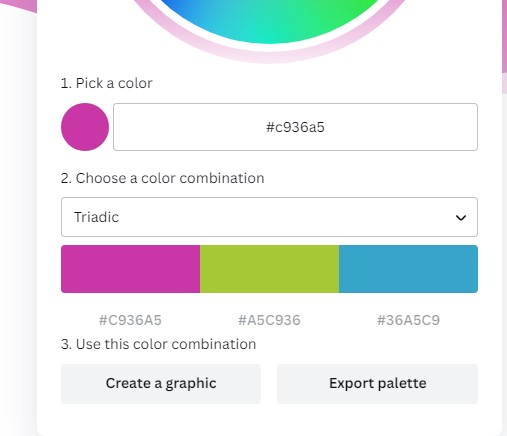 1. Pick a color
#c936a5
2. Choose a color combination
Triadic
#C936A5 #A5C936 #36A5C9
3. Use this color combination
Create a graphic Export palette